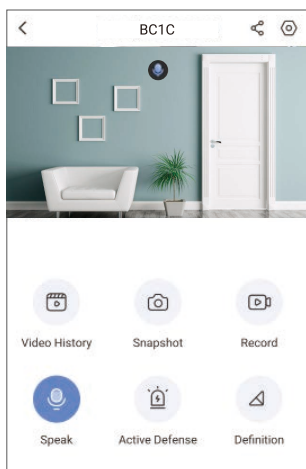 BC1C
Video History
Snapshot
Record
Speak
Active Defense
Definition